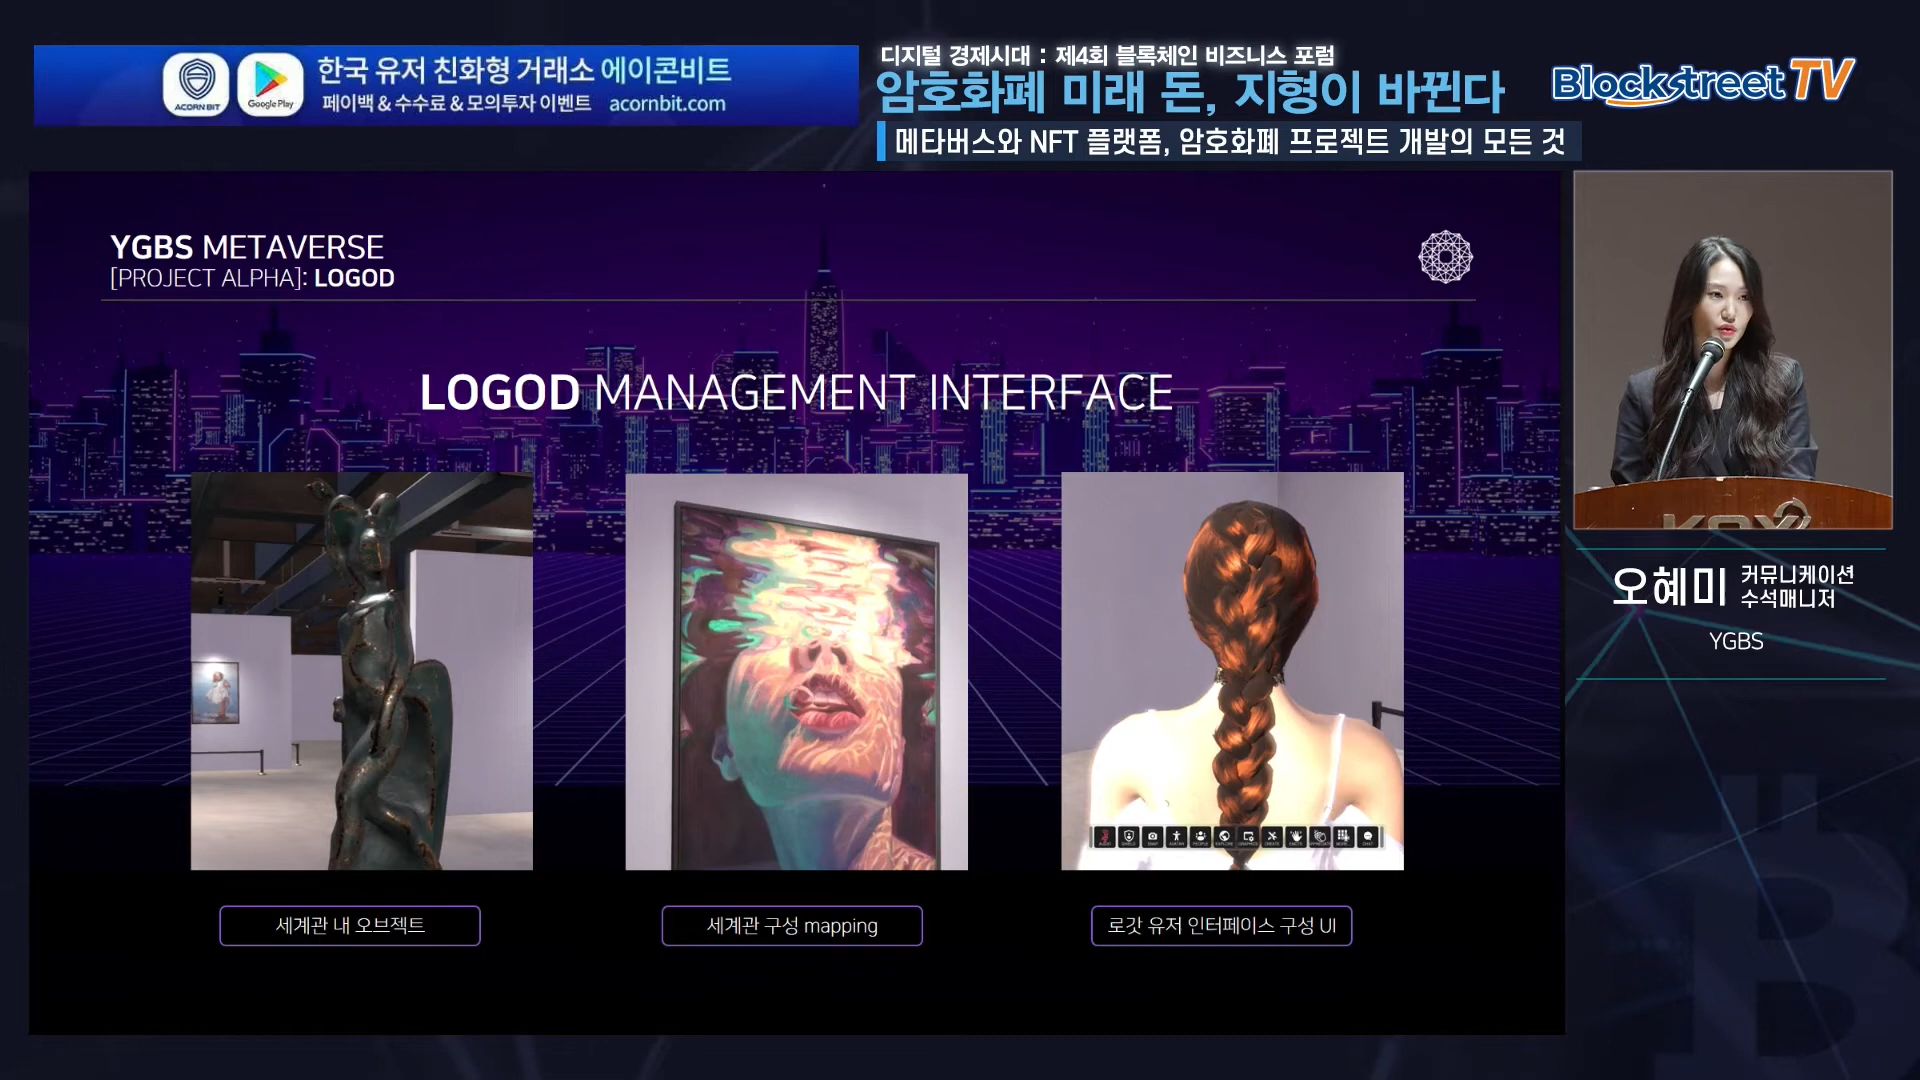 한국 유저 친화형 거래소 에이콘비트
페이백 & 수수료 & 모의투자 이벤트 acornbit.com
ACORN BIT
Google Play
디지털 경제시대 : 제4회 블록체인 비즈니스 포럼
암호화폐 미래 돈, 지형이 바뀐다
메타버스와 NFT 플랫폼, 암호화폐 프로젝트 개발의 모든 것
Blockstreet TV
YGBS METAVERSE
[PROJECT ALPHA]: LOGOD
LOGOD MANAGEMENT INTERFACE
세계관 내 오브젝트
세계관 구성 mapping
로갓 유저 인터페이스 구성 UI
오혜미 커뮤니케이션
수석매니저
YGBS